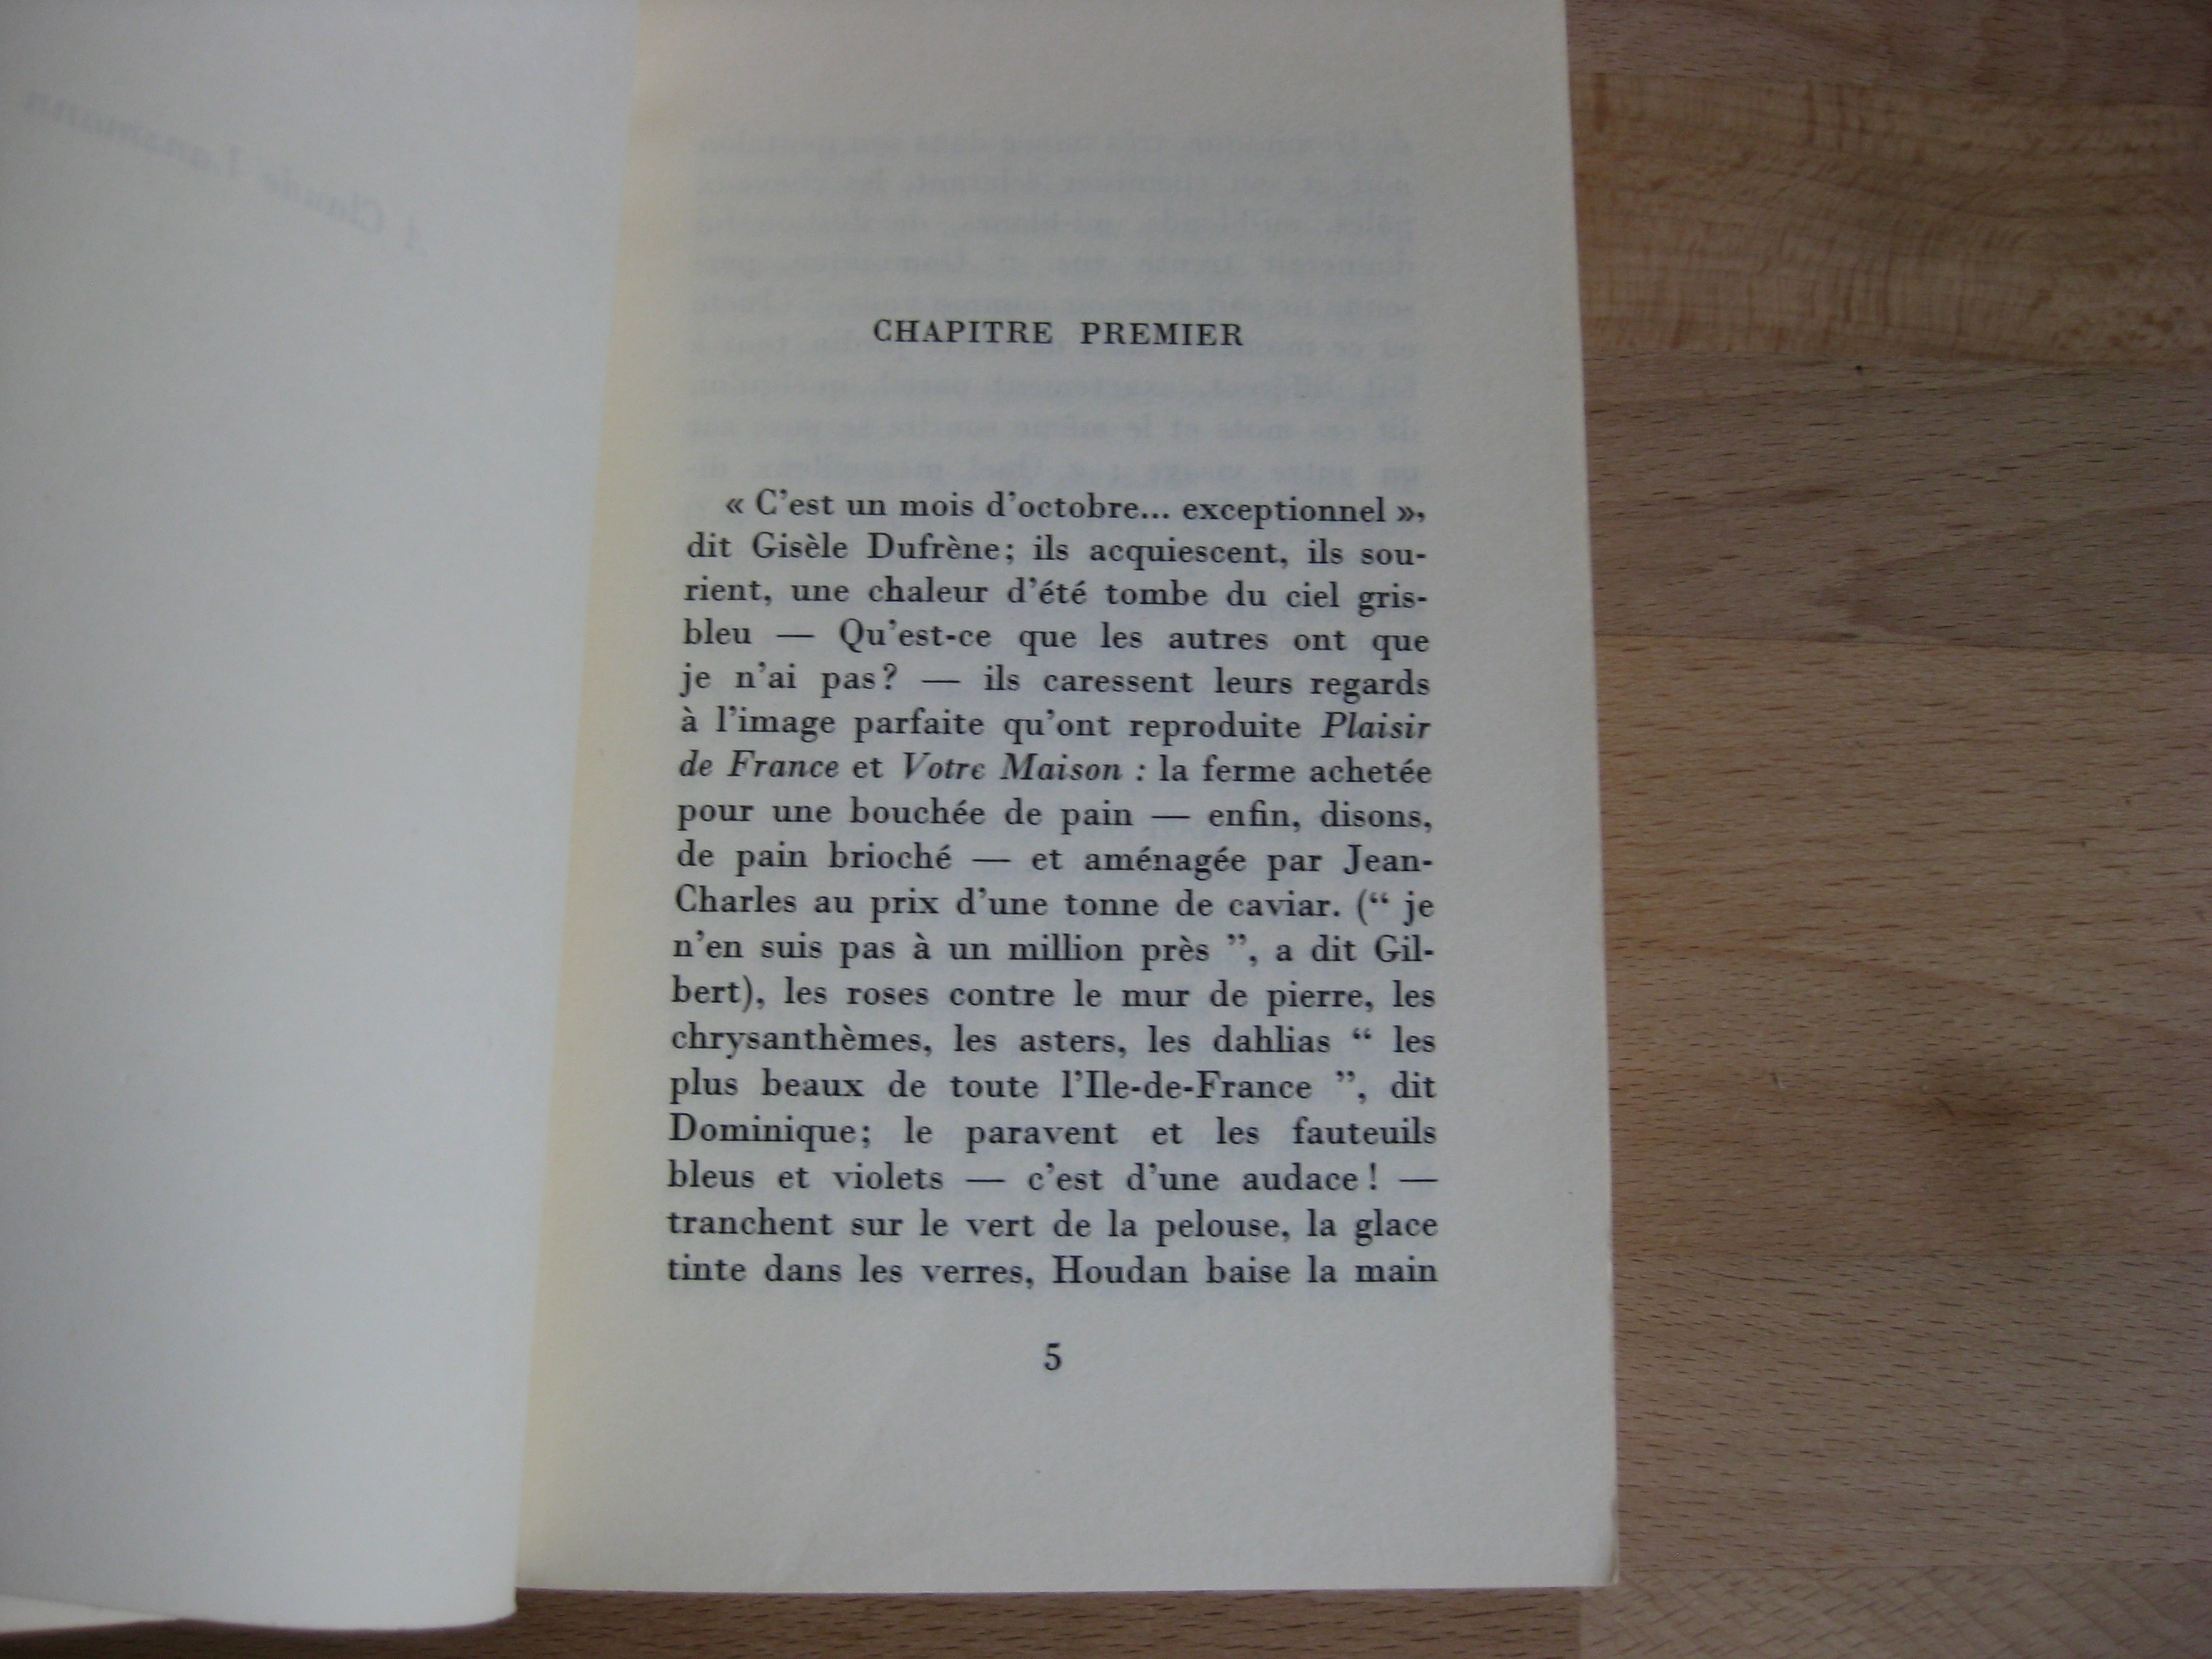 A Claude Lanzmann
CHAPITRE PREMIER
« C'est un mois d'octobre... exceptionnel »,
dit Gisèle Dufrène; ils acquiescent, ils sou-
rient, une chaleur d'été tombe du ciel gris-
bleu — Qu'est-ce que les autres ont que
je n'ai pas? — ils caressent leurs regards
à l'image parfaite qu'ont reproduite Plaisir
de France et Votre Maison : la ferme achetée
pour une bouchée de pain — enfin, disons,
de pain brioché — et aménagée par Jean-
Charles au prix d'une tonne de caviar. (“ je
n'en suis pas à un million près ”, a dit Gil-
bert), les roses contre le mur de pierre, les
chrysanthèmes, les asters, les dahlias “ les
plus beaux de toute l'Ile-de-France ”, dit
Dominique; le paravent et les fauteuils
bleus et violets — c'est d'une audace! —
tranchent sur le vert de la pelouse, la glace
tinte dans les verres, Houdan baise la main
5